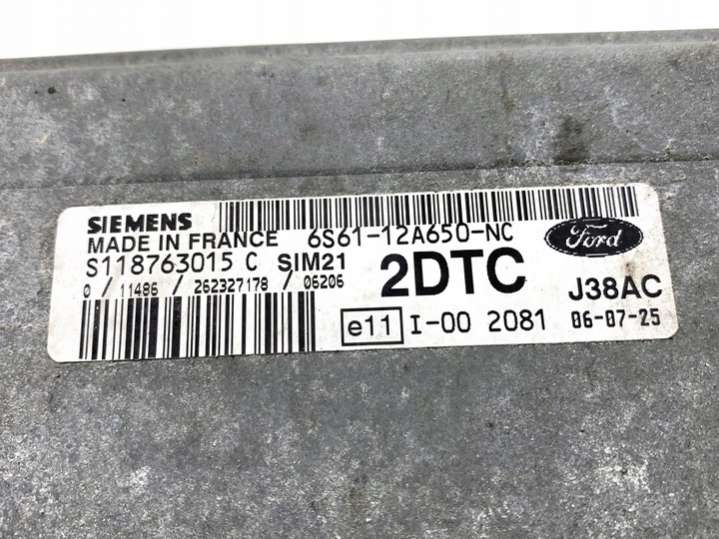 SIEMENS
MADE IN FRANCE 6S61-12A650-NC Ford
S118763015 C SIM21 2DTC J38AC
0 / 11486 / 262327178 / 06206
e11 I-00 2081 06-07-25